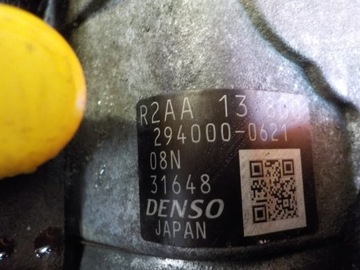 R2AA 13
294000-0621
08N
31648
DENSO
JAPAN